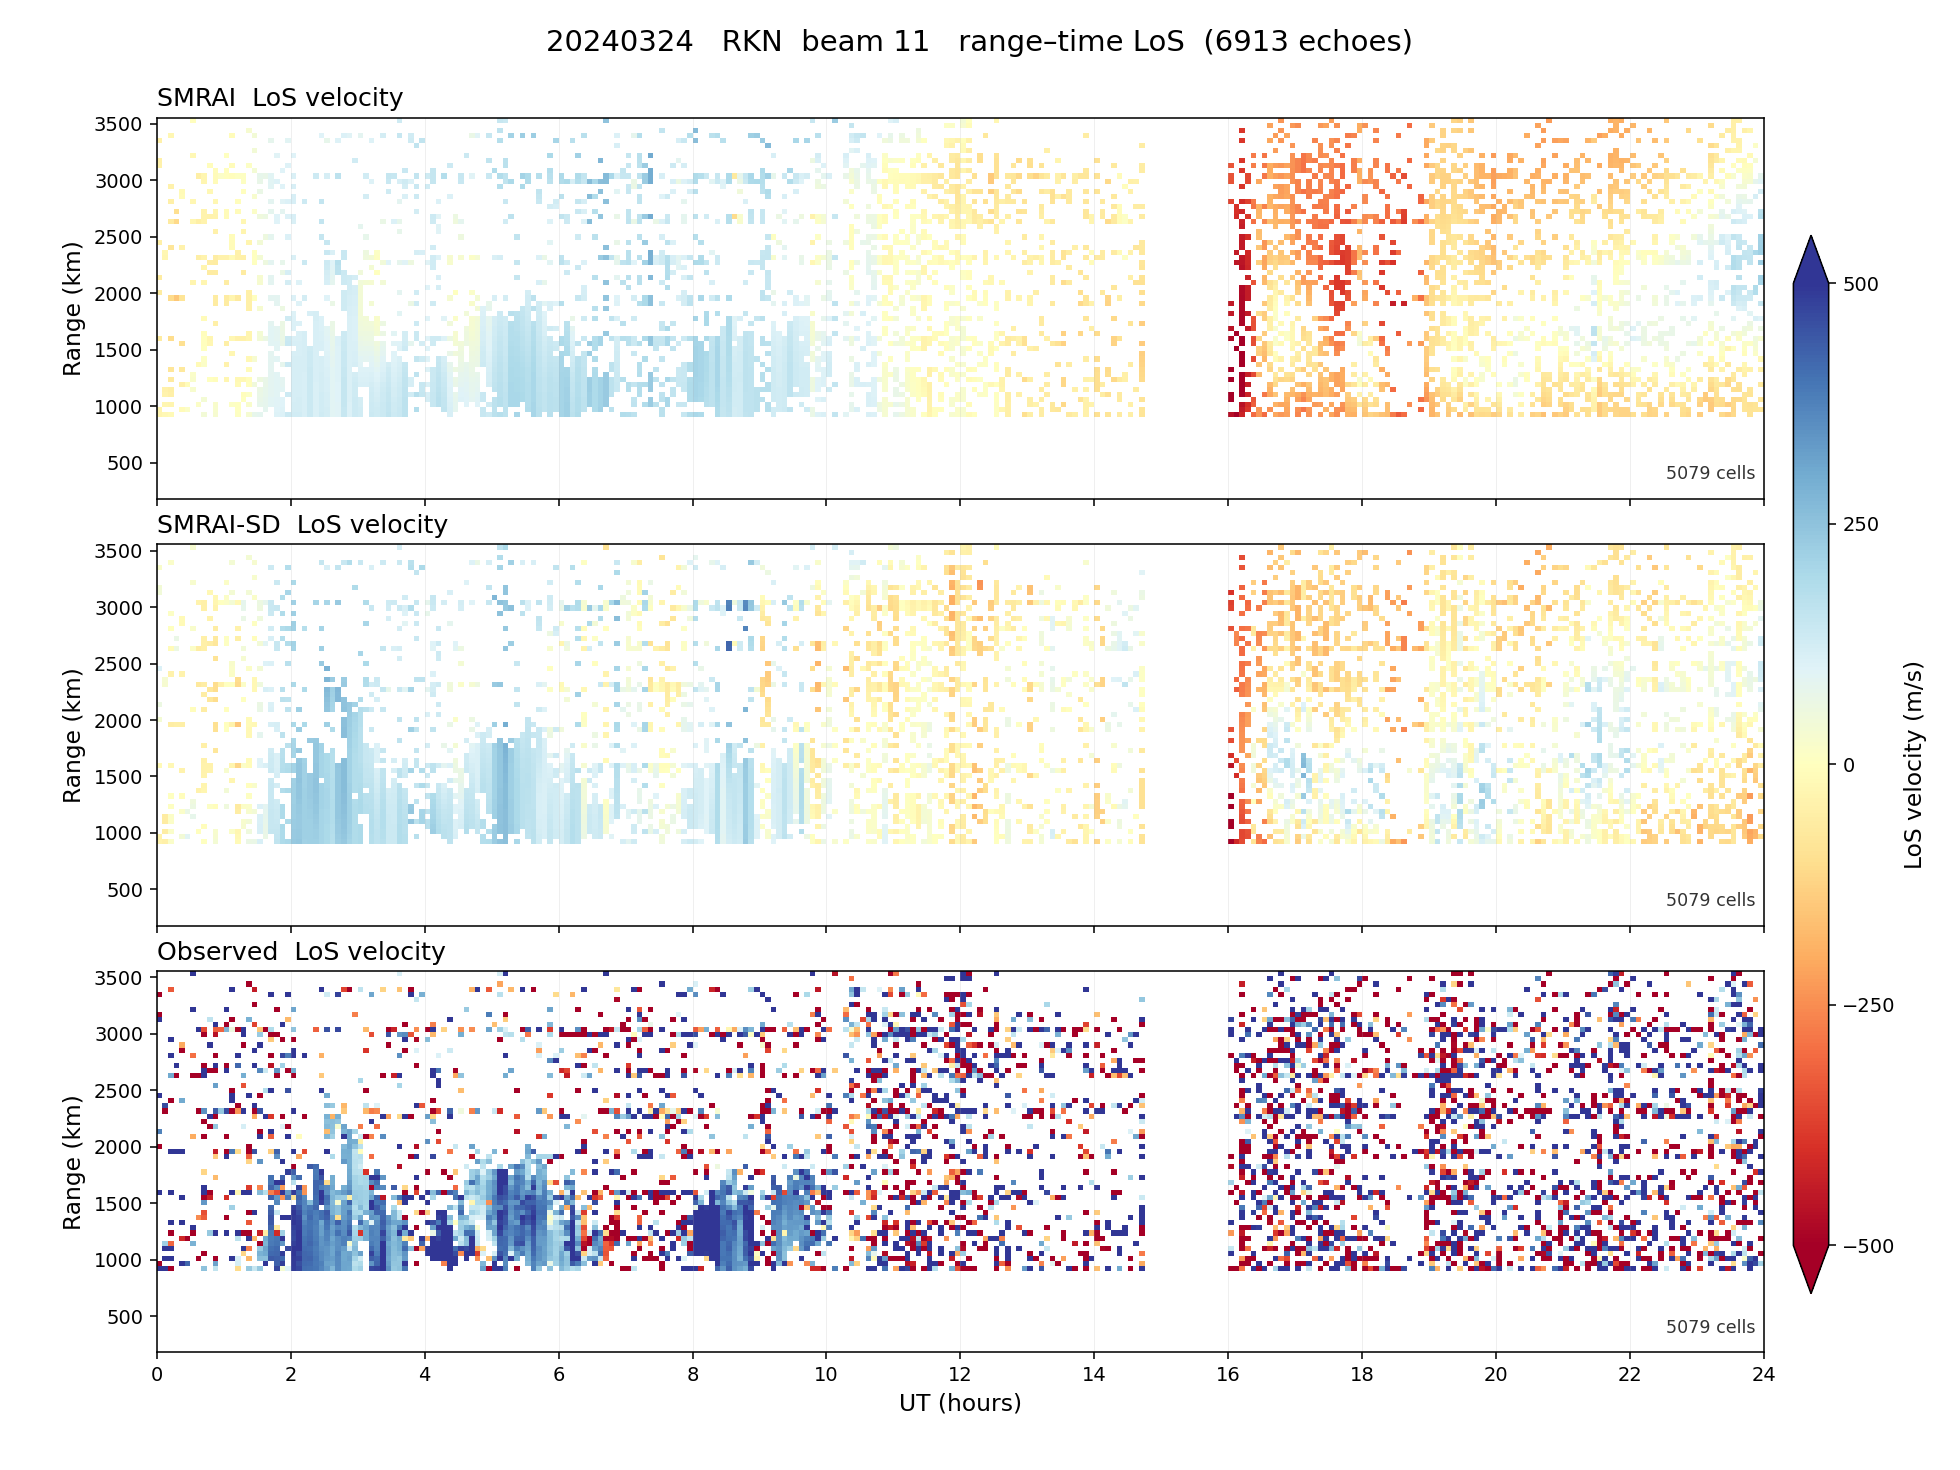 20240324   RKN  beam 11   range–time LoS  (6913 echoes)
SMRAI  LoS velocity
3500
3000
2500
2000
1500
1000
500
Range (km)
5079 cells
SMRAI-SD  LoS velocity
3500
3000
2500
2000
1500
1000
500
Range (km)
5079 cells
Observed  LoS velocity
3500
3000
2500
2000
1500
1000
500
Range (km)
5079 cells
0 2 4 6 8 10 12 14 16 18 20 22 24
UT (hours)
500
250
0
−250
−500
LoS velocity (m/s)